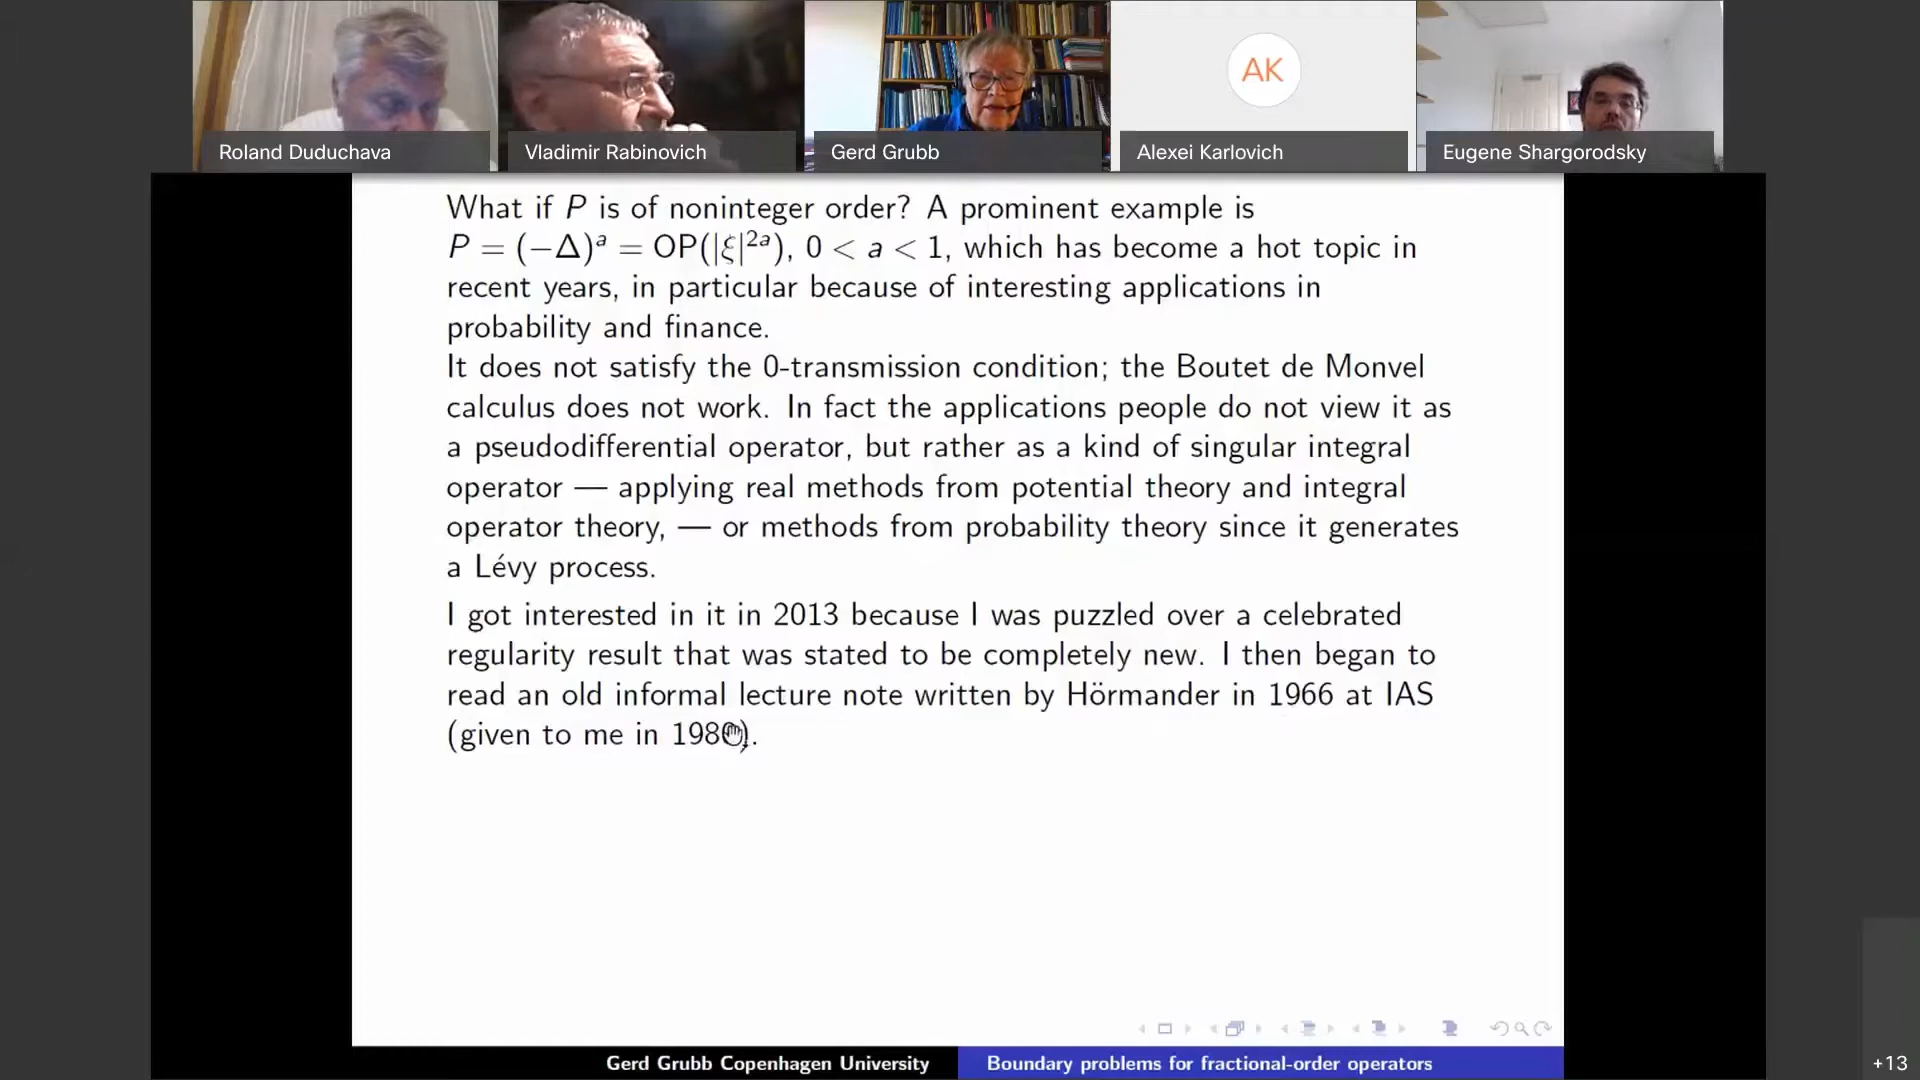 Roland Duduchava
Vladimir Rabinovich
Gerd Grubb
AK
Alexei Karlovich
Eugene Shargorodsky
What if P is of noninteger order? A prominent example is
P = (−Δ)ᵃ = OP(|ξ|²ᵃ), 0 < a < 1, which has become a hot topic in
recent years, in particular because of interesting applications in
probability and finance.
It does not satisfy the 0-transmission condition; the Boutet de Monvel
calculus does not work. In fact the applications people do not view it as
a pseudodifferential operator, but rather as a kind of singular integral
operator — applying real methods from potential theory and integral
operator theory, — or methods from probability theory since it generates
a Lévy process.
I got interested in it in 2013 because I was puzzled over a celebrated
regularity result that was stated to be completely new. I then began to
read an old informal lecture note written by Hörmander in 1966 at IAS
(given to me in 1980).
Gerd Grubb Copenhagen University
Boundary problems for fractional-order operators
+13